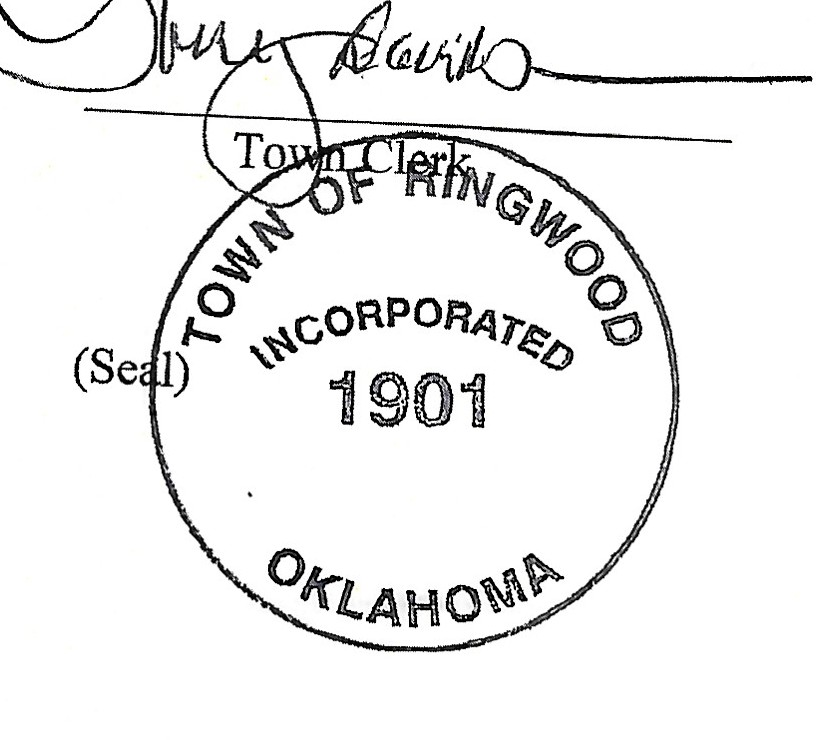 Town Clerk
TOWN OF RINGWOOD
INCORPORATED
(Seal)
1901
OKLAHOMA